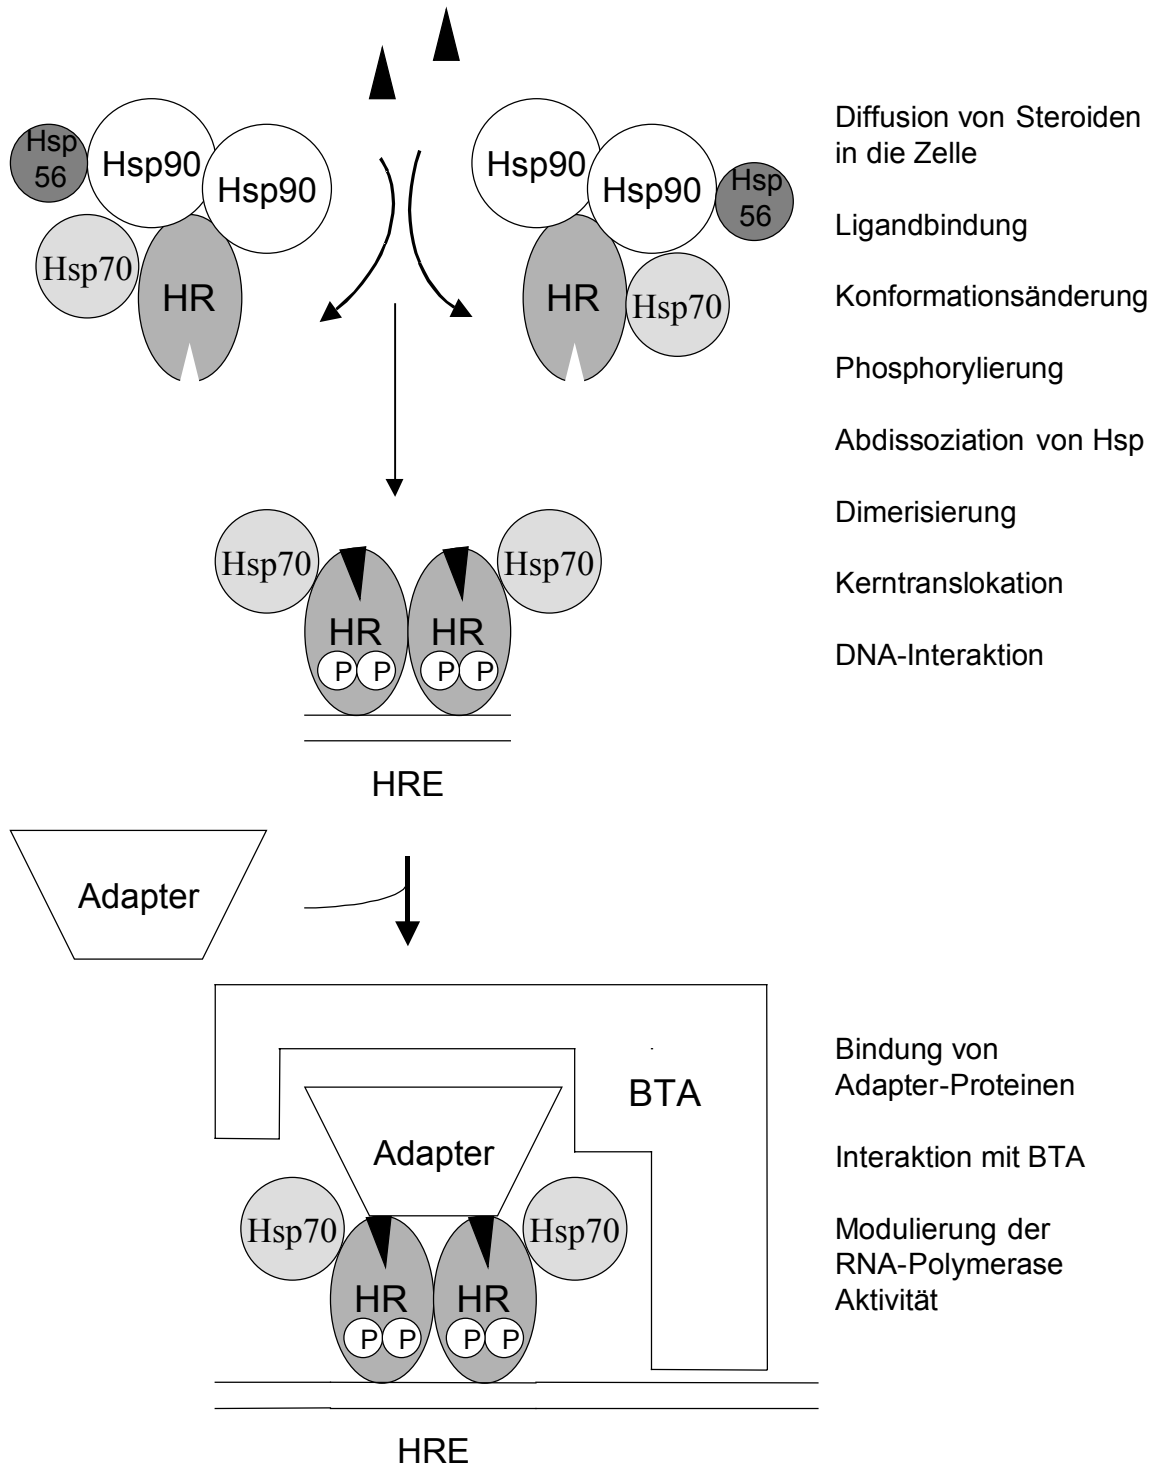 Hsp
56
Hsp90
Hsp90
Hsp70
HR
Hsp90
Hsp90
Hsp
56
HR
Hsp70
Diffusion von Steroiden
in die Zelle
Ligandbindung
Konformationsänderung
Phosphorylierung
Abdissoziation von Hsp
Dimerisierung
Kerntranslokation
DNA-Interaktion
Hsp70
HR
P P
HR
P P
Hsp70
HRE
Adapter
BTA
Adapter
Hsp70
HR
P P
HR
P P
Hsp70
HRE
Bindung von
Adapter-Proteinen
Interaktion mit BTA
Modulierung der
RNA-Polymerase
Aktivität